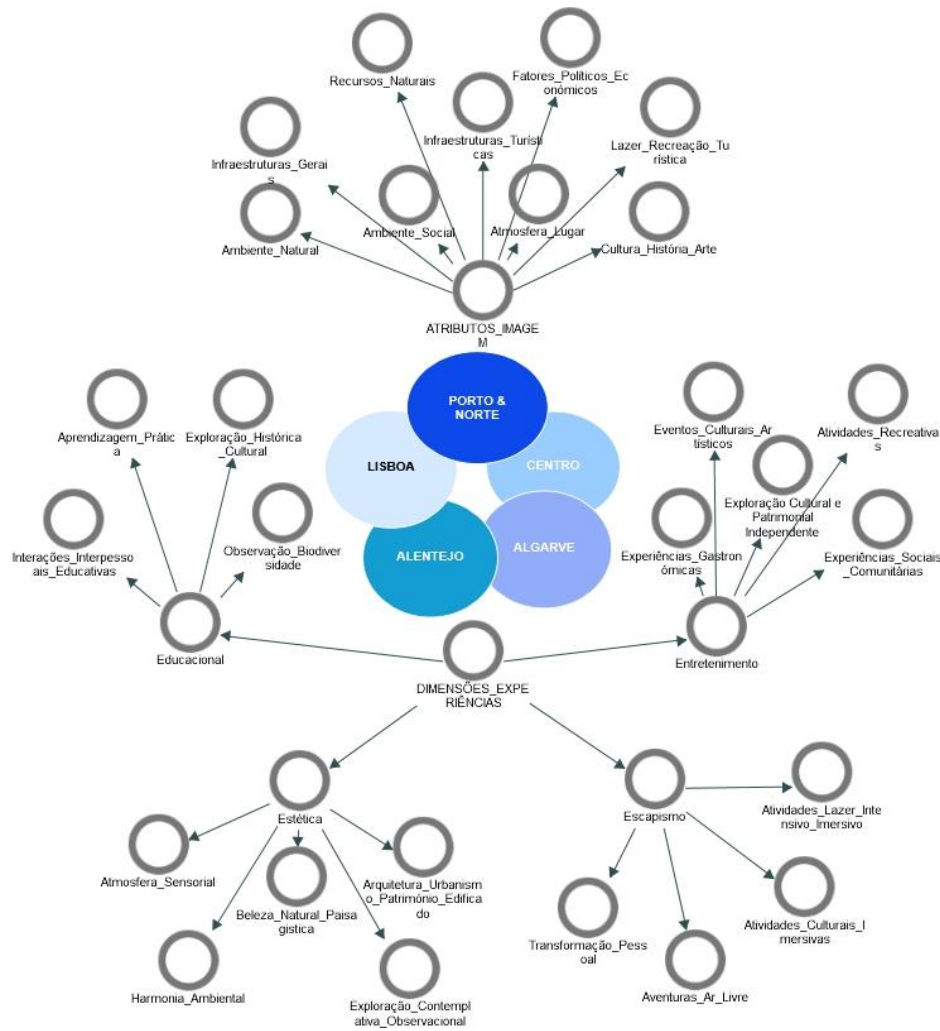 Recursos_Naturais
Fatores_Políticos_Ec
onómicos
Infraestruturas_Turísti
cas
Lazer_Recreação_Tu
rística
Infraestruturas_Gerai
s
Ambiente_Social
Atmosfera_Lugar
Ambiente_Natural
Cultura_História_Arte
ATRIBUTOS_IMAGE
M
PORTO &
NORTE
LISBOA
CENTRO
ALENTEJO
ALGARVE
Aprendizagem_Prátic
a
Exploração_Histórica
_Cultural
Interações_Interpesso
ais_Educativas
Observação_Biodiver
sidade
Educacional
Eventos_Culturais_Ar
tísticos
Atividades_Recreativa
s
Exploração Cultural e
Patrimonial
Independente
Experiências_Gastron
ómicas
Experiências_Sociais
_Comunitárias
Entretenimento
DIMENSÕES_EXPE
RIÊNCIAS
Estética
Atmosfera_Sensorial
Beleza_Natural_Paisa
gística
Arquitetura_Urbanism
o_Património_Edifica
do
Harmonia_Ambiental
Exploração_Contempl
ativa_Observacional
Escapismo
Atividades_Lazer_Inte
nsivo_Imersivo
Transformação_Pess
oal
Atividades_Culturais_I
mersivas
Aventuras_Ar_Livre